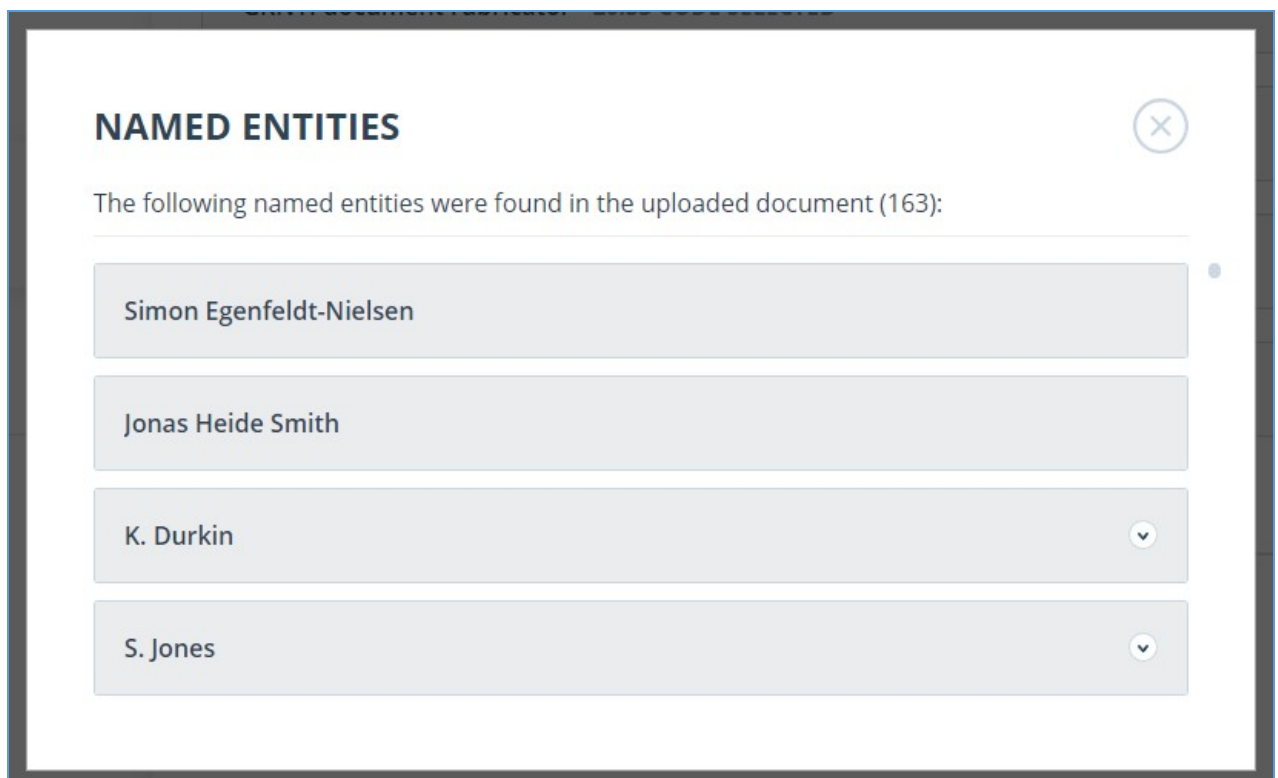 NAMED ENTITIES
The following named entities were found in the uploaded document (163):
Simon Egenfeldt-Nielsen
Jonas Heide Smith
K. Durkin
S. Jones